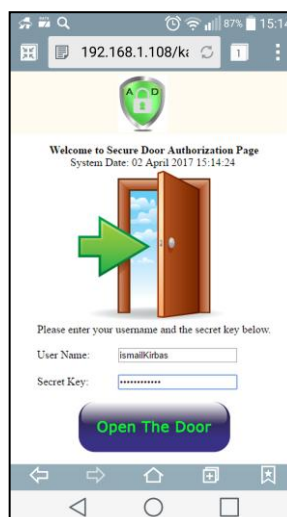 87% 15:14
192.168.1.108/ka
1
A D
Welcome to Secure Door Authorization Page
System Date: 02 April 2017 15:14:24
Please enter your username and the secret key below.
User Name: ismailKirbas
Secret Key: ••••••••••••
Open The Door